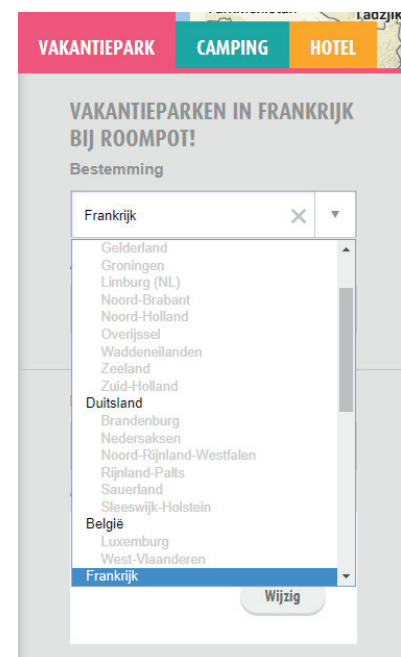 VAKANTIEPARK CAMPING HOTEL
VAKANTIEPARKEN IN FRANKRIJK
BIJ ROOMPOT!
Bestemming
Frankrijk
Gelderland
Groningen
Limburg (NL)
Noord-Brabant
Noord-Holland
Overijssel
Waddeneilanden
Zeeland
Zuid-Holland
Duitsland
Brandenburg
Nedersaksen
Noord-Rijnland-Westfalen
Rijnland-Palts
Sauerland
Sleeswijk-Holstein
België
Luxemburg
West-Vlaanderen
Frankrijk
Wijzig